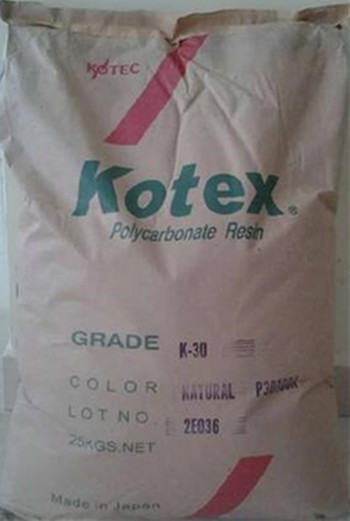 KOTEC
Kotex®
Polycarbonate Resin
GRADE K-30
COLOR NATURAL
LOT NO. 2E036
25KGS.NET
Made in Japan